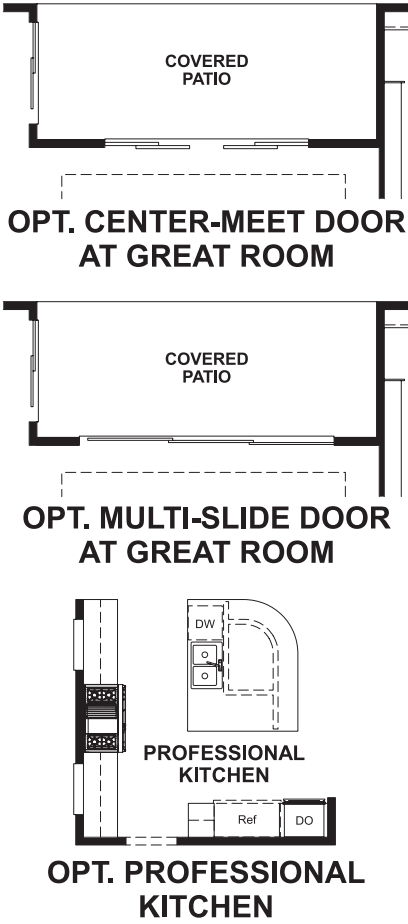 COVERED
PATIO
OPT. CENTER-MEET DOOR
AT GREAT ROOM
COVERED
PATIO
OPT. MULTI-SLIDE DOOR
AT GREAT ROOM
DW
PROFESSIONAL
KITCHEN
Ref
DO
OPT. PROFESSIONAL
KITCHEN